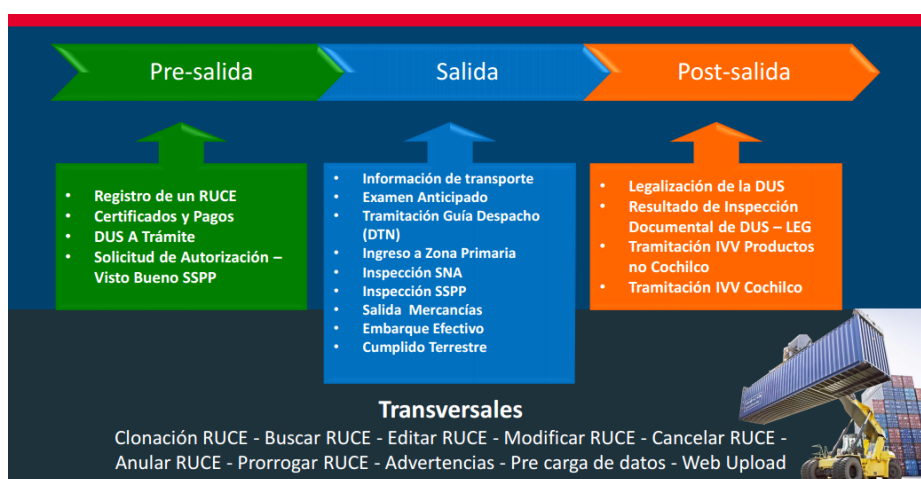 Pre-salida
Salida
Post-salida
• Registro de un RUCE
• Certificados y Pagos
• DUS A Trámite
• Solicitud de Autorización –
Visto Bueno SSPP
• Información de transporte
• Examen Anticipado
• Tramitación Guía Despacho
(DTN)
• Ingreso a Zona Primaria
• Inspección SNA
• Inspección SSPP
• Salida Mercancías
• Embarque Efectivo
• Cumplido Terrestre
• Legalización de la DUS
• Resultado de Inspección
Documental de DUS – LEG
• Tramitación IVV Productos
no Cochilco
• Tramitación IVV Cochilco
Transversales
Clonación RUCE - Buscar RUCE - Editar RUCE - Modificar RUCE - Cancelar RUCE -
Anular RUCE - Prorrogar RUCE - Advertencias - Pre carga de datos - Web Upload